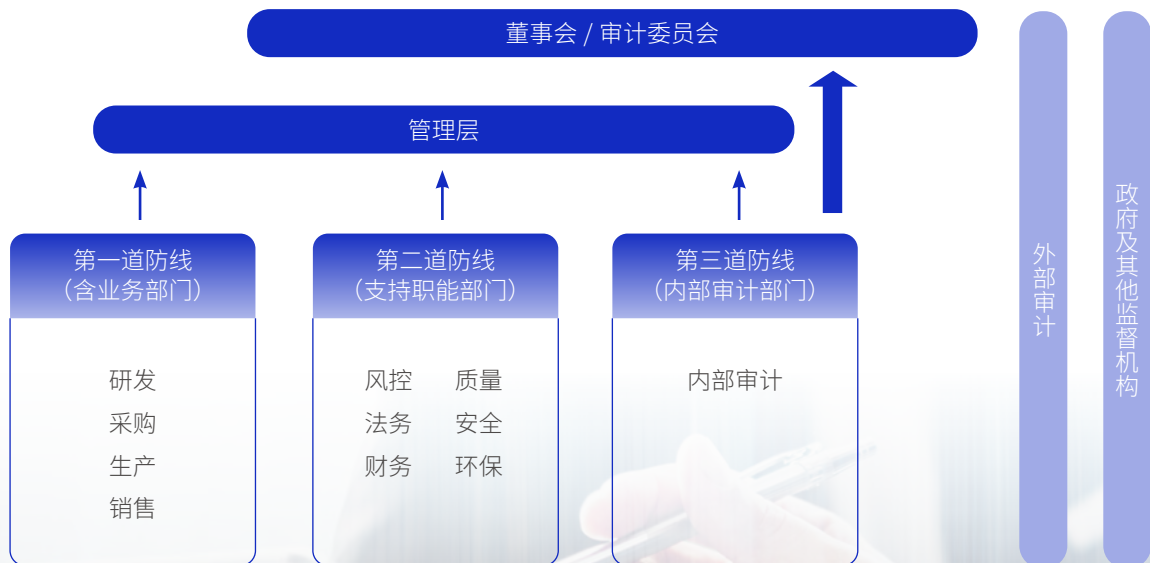 董事会 / 审计委员会
管理层
第一道防线
（含业务部门）
研发
采购
生产
销售
第二道防线
（支持职能部门）
风控 质量
法务 安全
财务 环保
第三道防线
（内部审计部门）
内部审计
外部审计
政府及其他监督机构